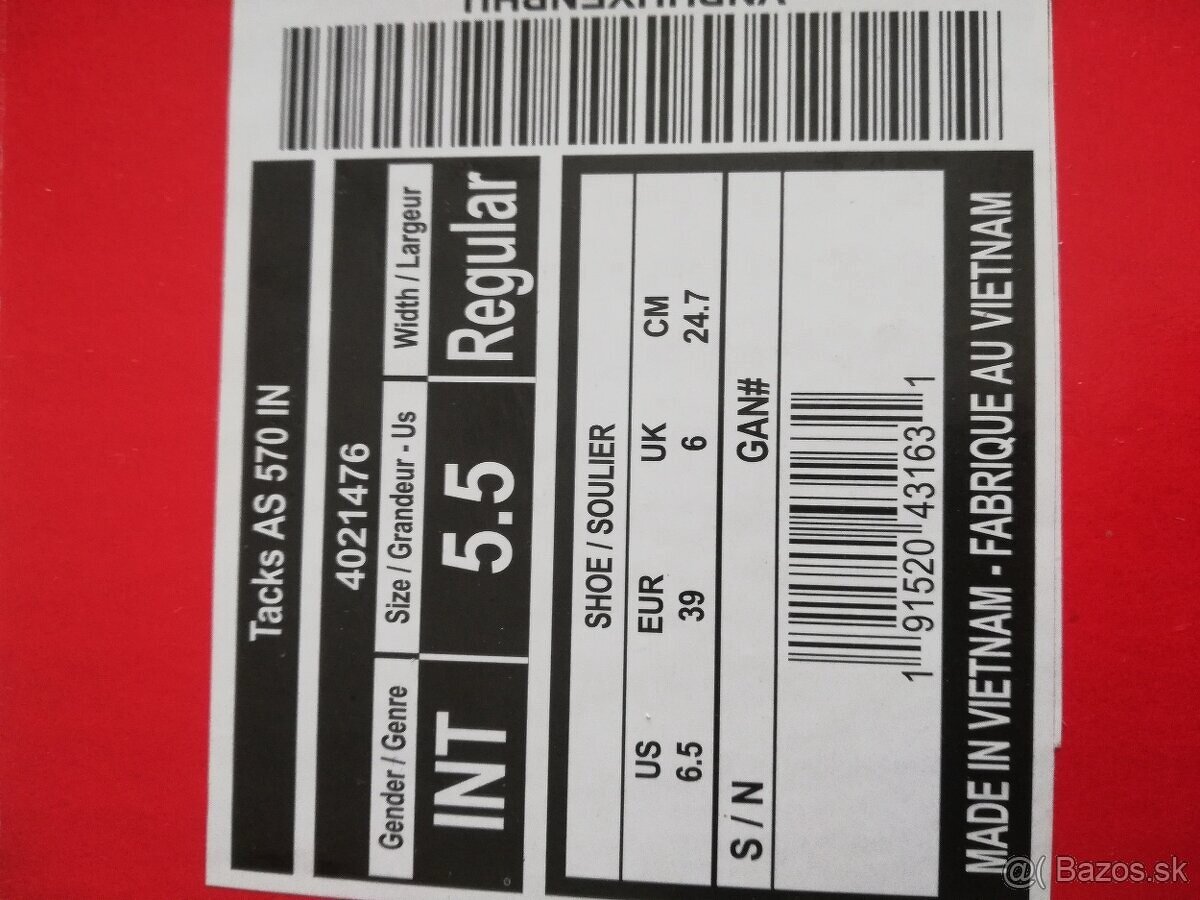 Tacks AS 570 IN
4021476
Gender / Genre Size / Grandeur - Us Width / Largeur
INT 5.5 Regular
SHOE / SOULIER
US EUR UK CM
6.5 39 6 24.7
S / N GAN#
1 91520 43163 1
MADE IN VIETNAM - FABRIQUE AU VIETNAM
@( Bazos.sk